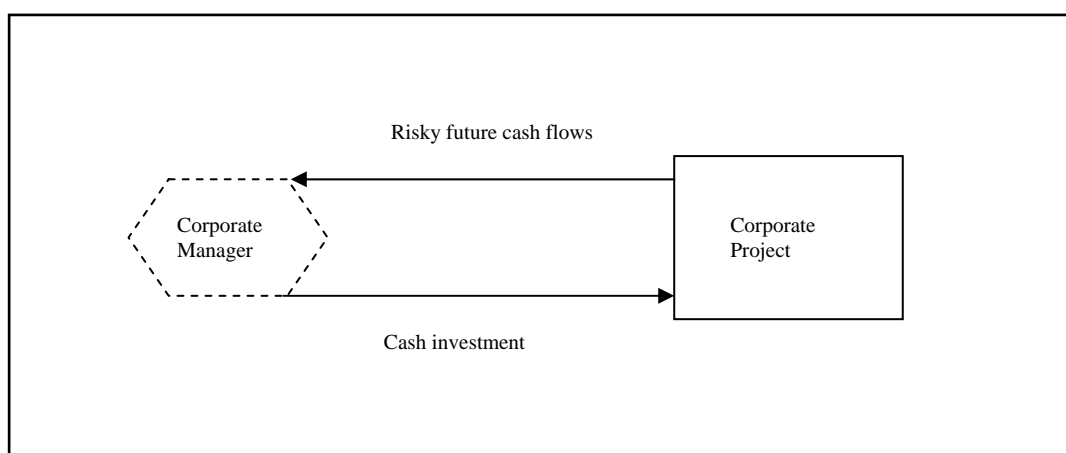 Risky future cash flows
Corporate
Manager
Corporate
Project
Cash investment